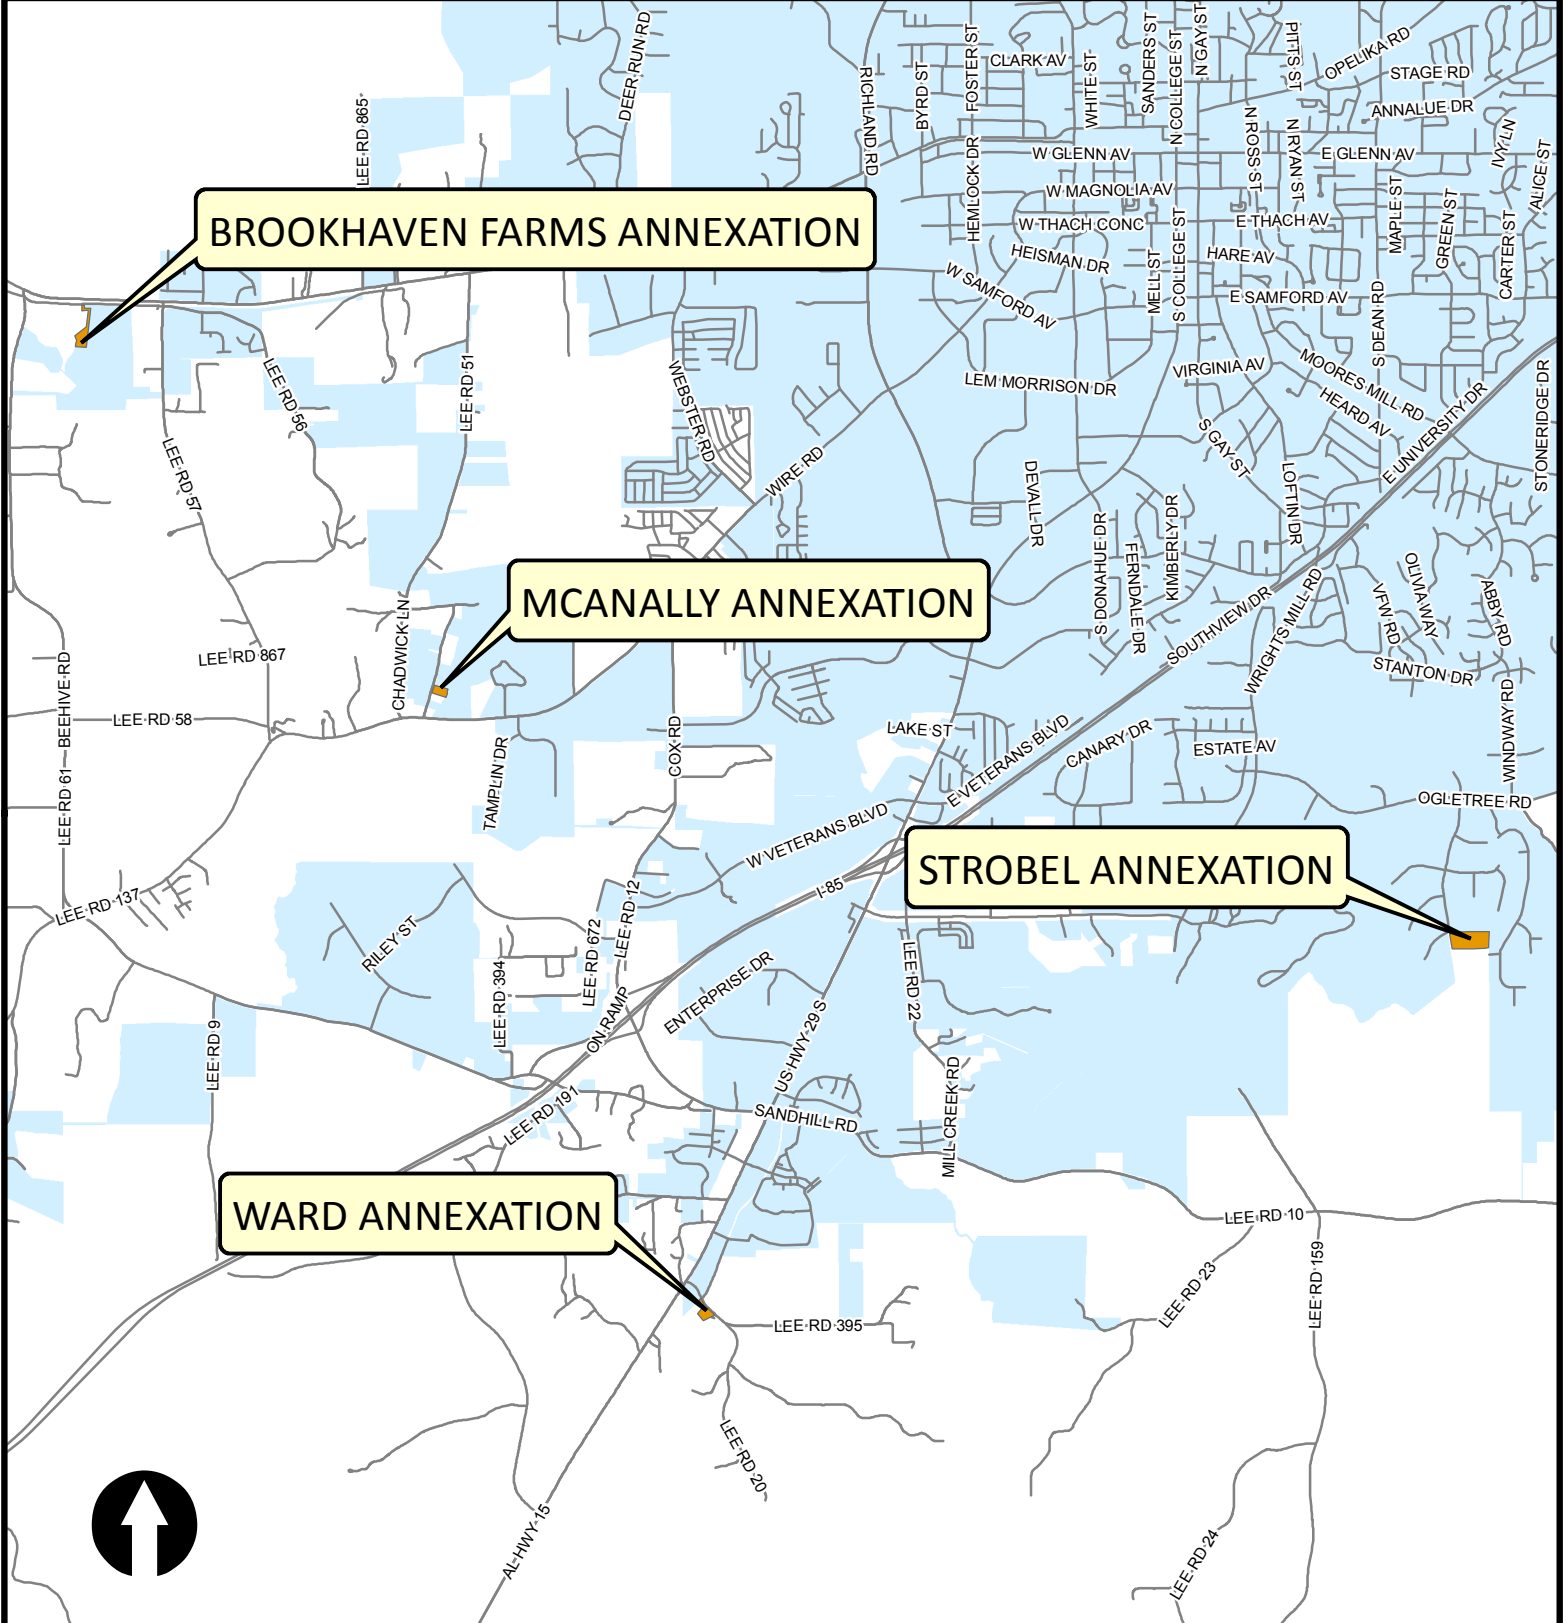 DEER RUN RD
RICHLAND RD
BYRD ST
FOSTER ST
CLARK AV
WHITE ST
SANDERS ST
N COLLEGE ST
N GAY ST
PITTS ST
OPELIKA RD
STAGE RD
ANNALUE DR
LEE RD 865
HEMLOCK DR
W GLENN AV
N ROSS ST
N RYAN ST
E GLENN AV
IVY LN
ALICE ST
W MAGNOLIA AV
MAPLE ST
GREEN ST
BROOKHAVEN FARMS ANNEXATION
W THACH CONC
E THACH AV
CARTER ST
HEISMAN DR
MELL ST
S COLLEGE ST
HARE AV
W SAMFORD AV
E SAMFORD AV
S DEAN RD
LEE RD 56
LEE RD 51
WEBSTER RD
LEM MORRISON DR
VIRGINIA AV
MOORES MILL RD
HEARD AV
E UNIVERSITY DR
STONERIDGE DR
LEE RD 57
WIRE RD
S GAY ST
DEVALL DR
LOFTIN DR
S DONAHUE DR
FERNDALE DR
KIMBERLY DR
MCANALLY ANNEXATION
SOUTHVIEW DR
WRIGHTS MILL RD
VFW RD
OLIVIA WAY
ABBY RD
CHADWICK LN
LEE RD 867
BEEHIVE RD
STANTON DR
LEE RD 58
WINDWAY RD
LEE RD 61
TAMPLIN DR
COX RD
LAKE ST
E VETERANS BLVD
CANARY DR
ESTATE AV
OGLETREE RD
W VETERANS BLVD
STROBEL ANNEXATION
I-85
LEE RD 137
RILEY ST
LEE RD 394
LEE RD 672
LEE RD 12
ENTERPRISE DR
LEE RD 22
ON RAMP
US HWY 29 S
LEE RD 9
LEE RD 191
SANDHILL RD
MILL CREEK RD
WARD ANNEXATION
LEE RD 10
LEE RD 23
LEE RD 159
LEE RD 395
LEE RD 20
AL HWY 15
LEE RD 24